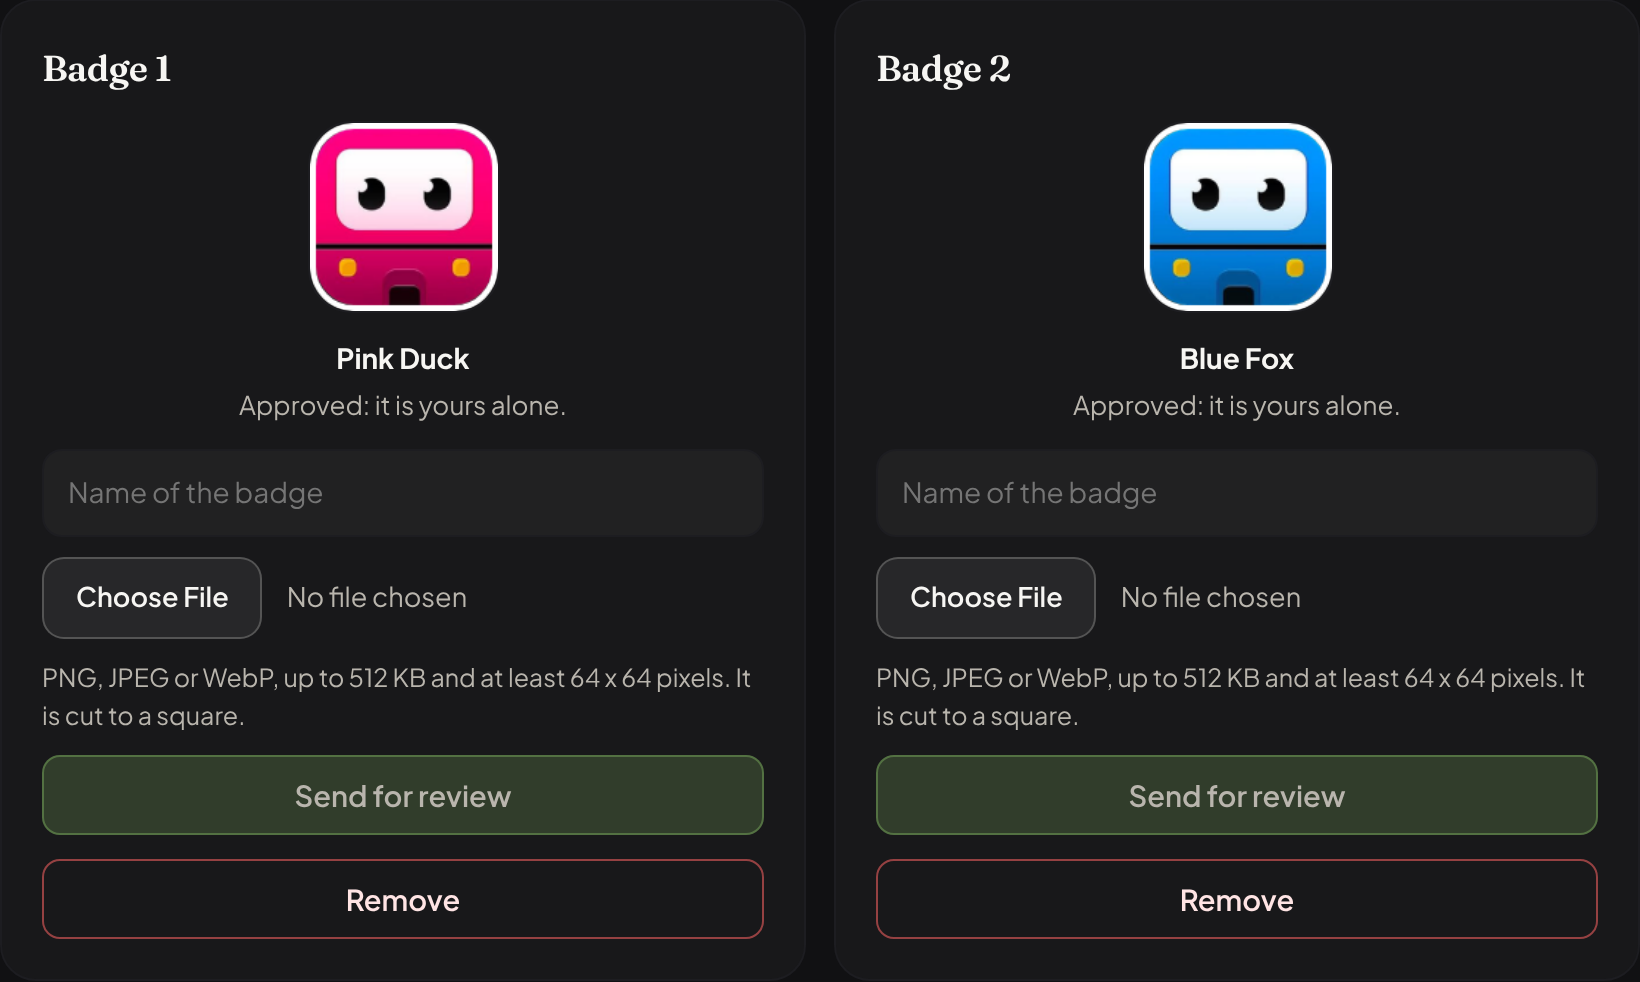 Badge 1
Pink Duck
Approved: it is yours alone.
Name of the badge
Choose File No file chosen
PNG, JPEG or WebP, up to 512 KB and at least 64 x 64 pixels. It
is cut to a square.
Send for review
Remove
Badge 2
Blue Fox
Approved: it is yours alone.
Name of the badge
Choose File No file chosen
PNG, JPEG or WebP, up to 512 KB and at least 64 x 64 pixels. It
is cut to a square.
Send for review
Remove